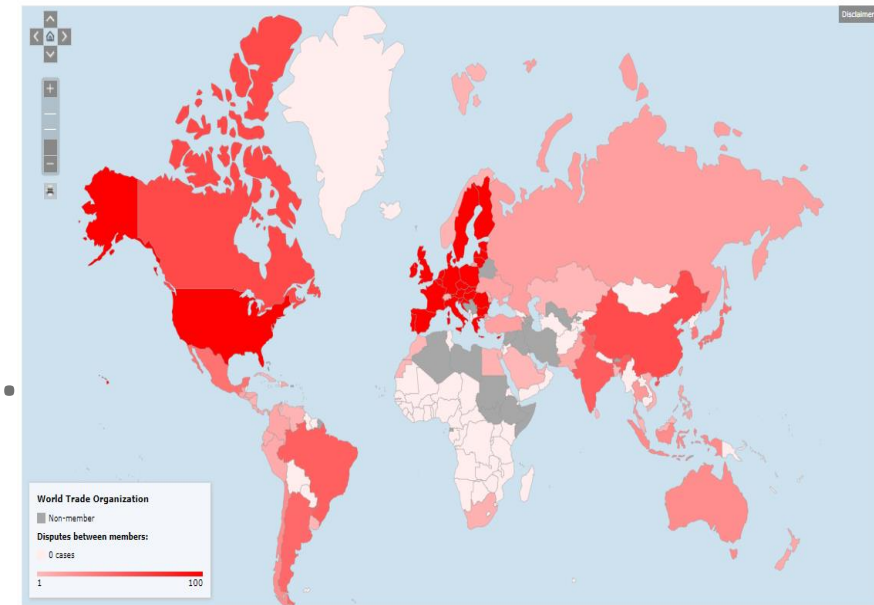 Disclaimer
World Trade Organization
Non-member
Disputes between members:
0 cases
1 100